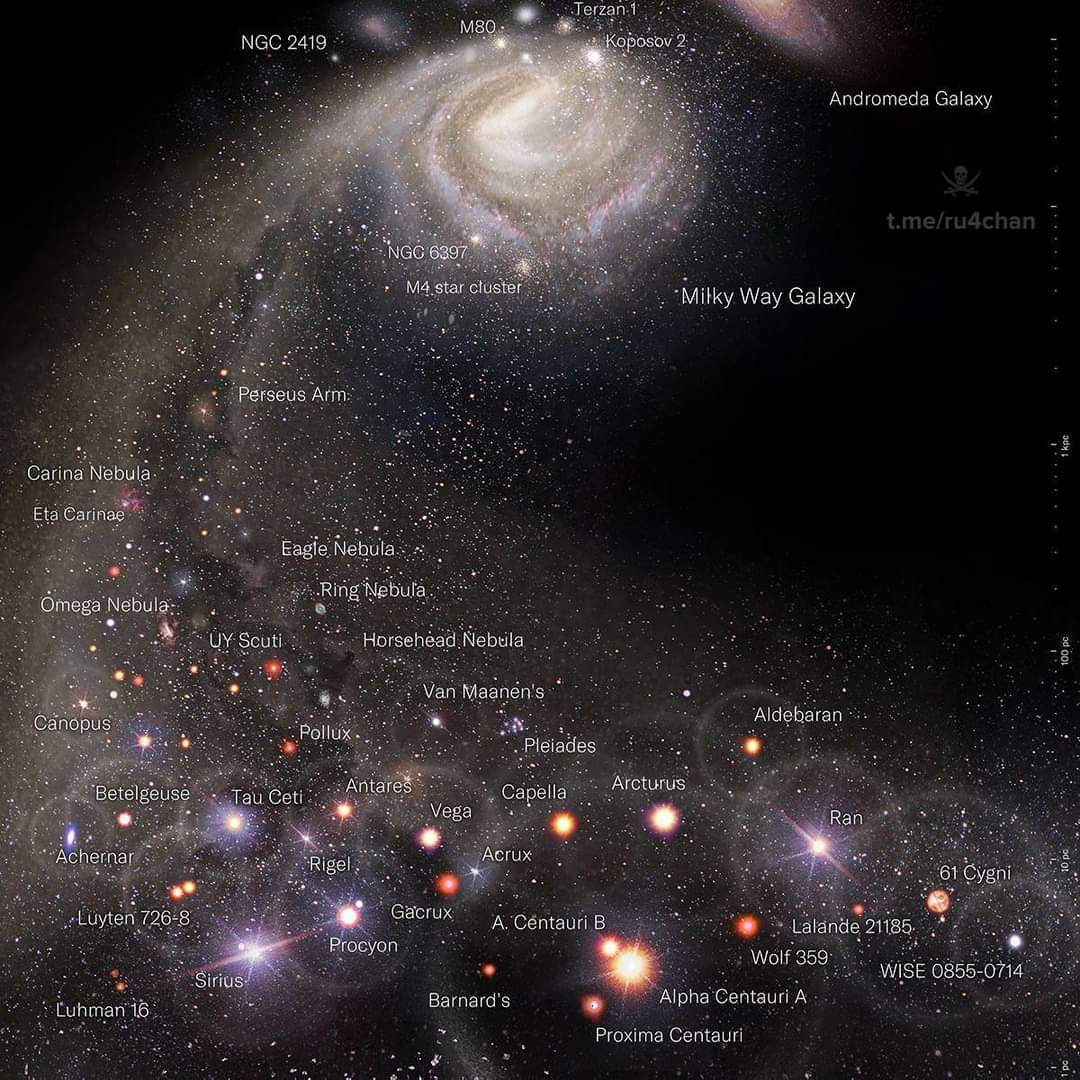 Terzan 1
M80
NGC 2419
Koposov 2
Andromeda Galaxy
t.me/ru4chan
NGC 6397
M4 star cluster
Milky Way Galaxy
Perseus Arm
1 kpc
Carina Nebula
Eta Carinae
Eagle Nebula
Ring Nebula
Omega Nebula
UY Scuti
Horsehead Nebula
100 pc
Van Maanen's
Canopus
Aldebaran
Pollux
Pleiades
Arcturus
Antares
Capella
Betelgeuse
Tau Ceti
Vega
Ran
Achernar
Rigel
Acrux
10 pc
61 Cygni
Luyten 726-8
Gacrux
A. Centauri B
Lalande 21185
Procyon
Wolf 359
WISE 0855-0714
Sirius
Luhman 16
Barnard's
Alpha Centauri A
Proxima Centauri
1 pc